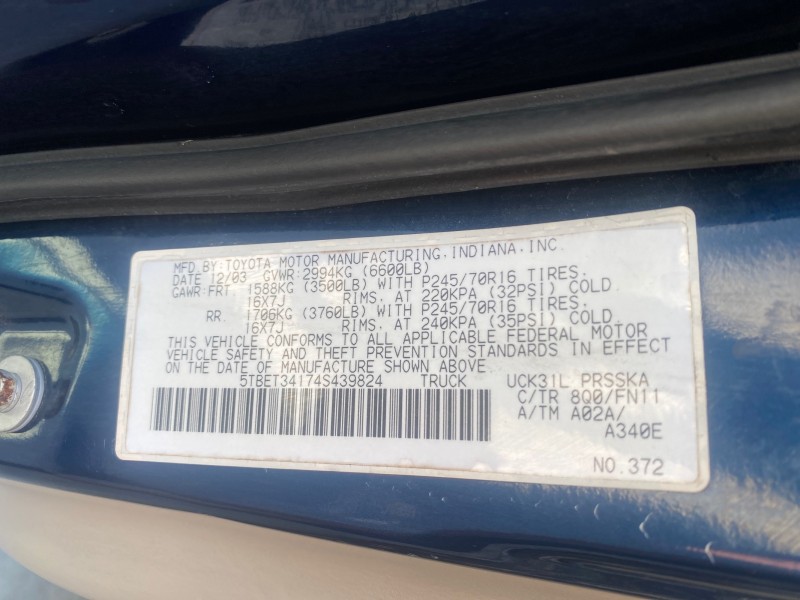 MFD. BY: TOYOTA MOTOR MANUFACTURING, INDIANA, INC.
DATE 12/03 GVWR: 2994KG (6600LB)
GAWR: FRT 1588KG (3500LB) WITH P245/70R16 TIRES.
16X7J RIMS. AT 220KPA (32PSI) COLD.
RR. 1706KG (3760LB) WITH P245/70R16 TIRES.
16X7J RIMS. AT 240KPA (35PSI) COLD.
THIS VEHICLE CONFORMS TO ALL APPLICABLE FEDERAL MOTOR
VEHICLE SAFETY AND THEFT PREVENTION STANDARDS IN EFFECT
ON THE DATE OF MANUFACTURE SHOWN ABOVE.
5TBET34174S439824 TRUCK UCK31L PRSSKA
C/TR 8Q0/FN11
A/TM A02A/
A340E
NO. 372